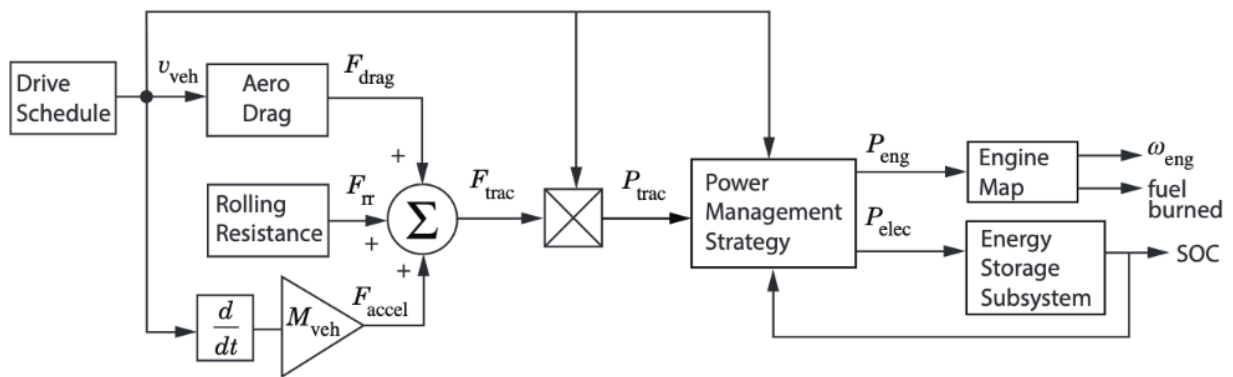 Drive
Schedule
v_veh
Aero
Drag
F_drag
+
Rolling
Resistance
F_rr
+
Σ
+
d
dt
M_veh
F_accel
F_trac
P_trac
Power
Management
Strategy
P_eng
P_elec
Engine
Map
ω_eng
fuel
burned
Energy
Storage
Subsystem
SOC